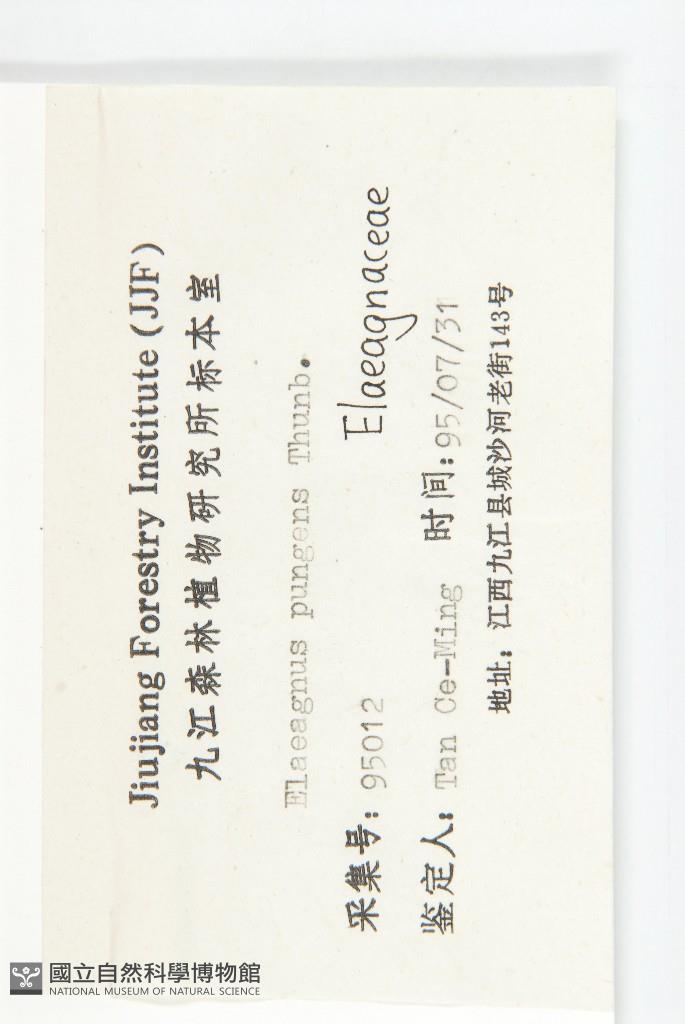 Jiujiang Forestry Institute (JJF)
九江森林植物研究所标本室
Elaeagnus pungens Thunb.
Elaeagnaceae
采集号: 95012
鉴定人: Tan Ce-Ming 时间:95/07/31
地址: 江西九江县城沙河老街143号
國立自然科學博物館
NATIONAL MUSEUM OF NATURAL SCIENCE